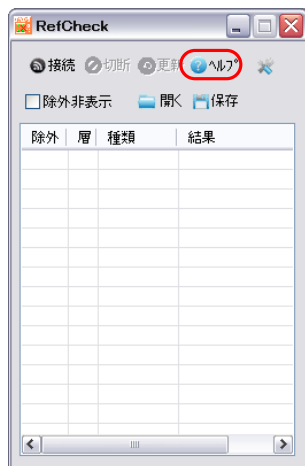 RefCheck
接続 切断 更新 ヘルプ
除外非表示 開く 保存
除外 層 種類 結果